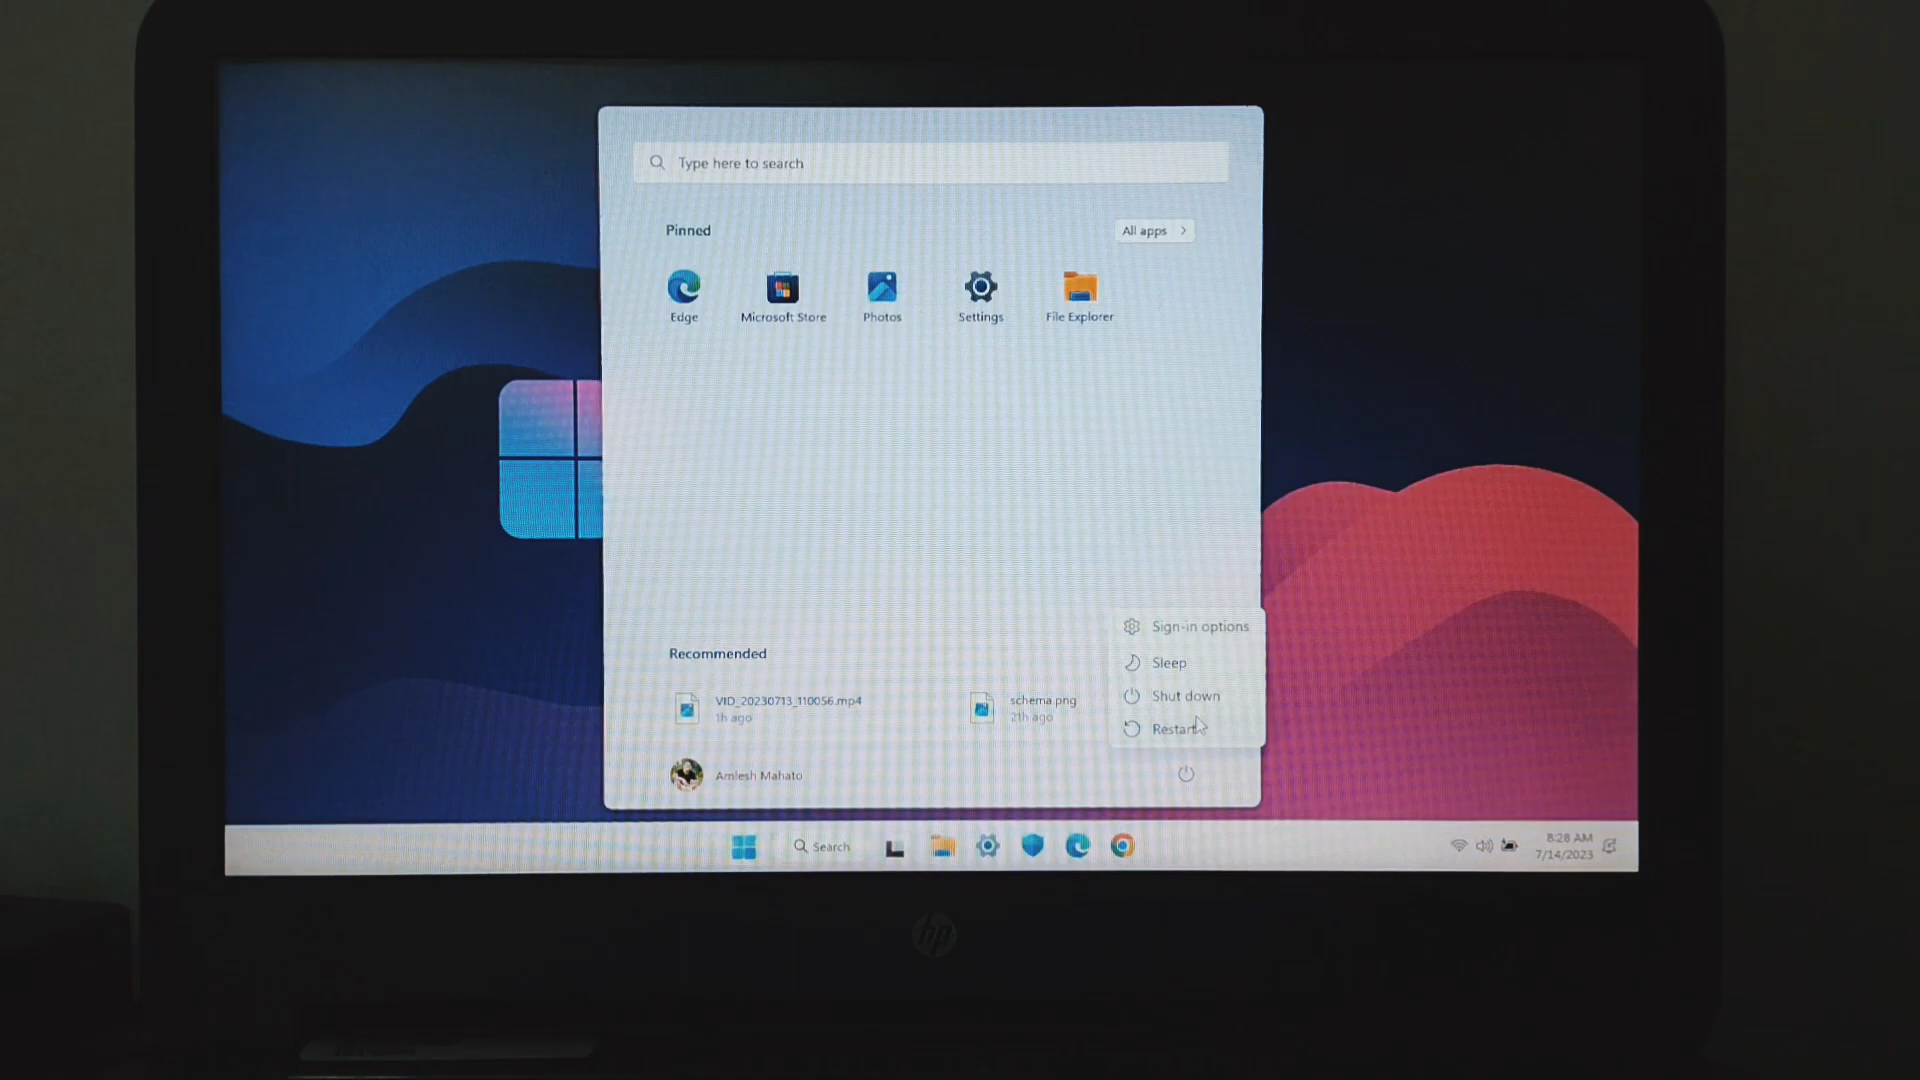 Type here to search
Pinned
All apps
Edge
Microsoft Store
Photos
Settings
File Explorer
Sign-in options
Sleep
Shut down
Restart
Recommended
VID_20230713_110056.mp4
1h ago
schema.png
21h ago
Amlesh Mahato
Search
8:28 AM
7/14/2023
hp